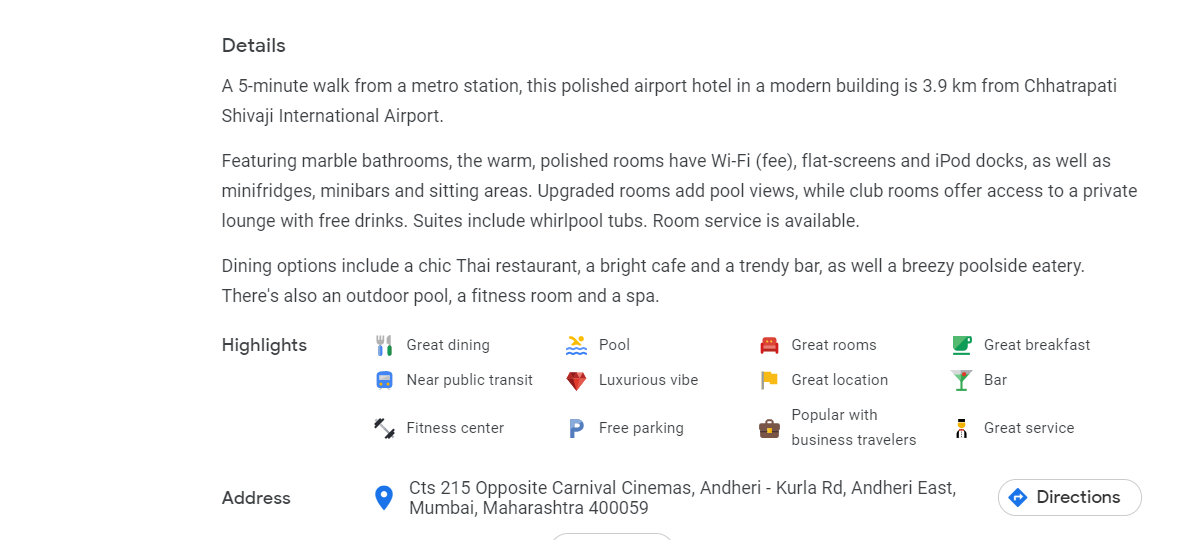 Details
A 5-minute walk from a metro station, this polished airport hotel in a modern building is 3.9 km from Chhatrapati
Shivaji International Airport.
Featuring marble bathrooms, the warm, polished rooms have Wi-Fi (fee), flat-screens and iPod docks, as well as
minifridges, minibars and sitting areas. Upgraded rooms add pool views, while club rooms offer access to a private
lounge with free drinks. Suites include whirlpool tubs. Room service is available.
Dining options include a chic Thai restaurant, a bright cafe and a trendy bar, as well a breezy poolside eatery.
There's also an outdoor pool, a fitness room and a spa.
Highlights
Great dining
Pool
Great rooms
Great breakfast
Near public transit
Luxurious vibe
Great location
Bar
Fitness center
Free parking
Popular with
business travelers
Great service
Address
Cts 215 Opposite Carnival Cinemas, Andheri - Kurla Rd, Andheri East,
Mumbai, Maharashtra 400059
Directions